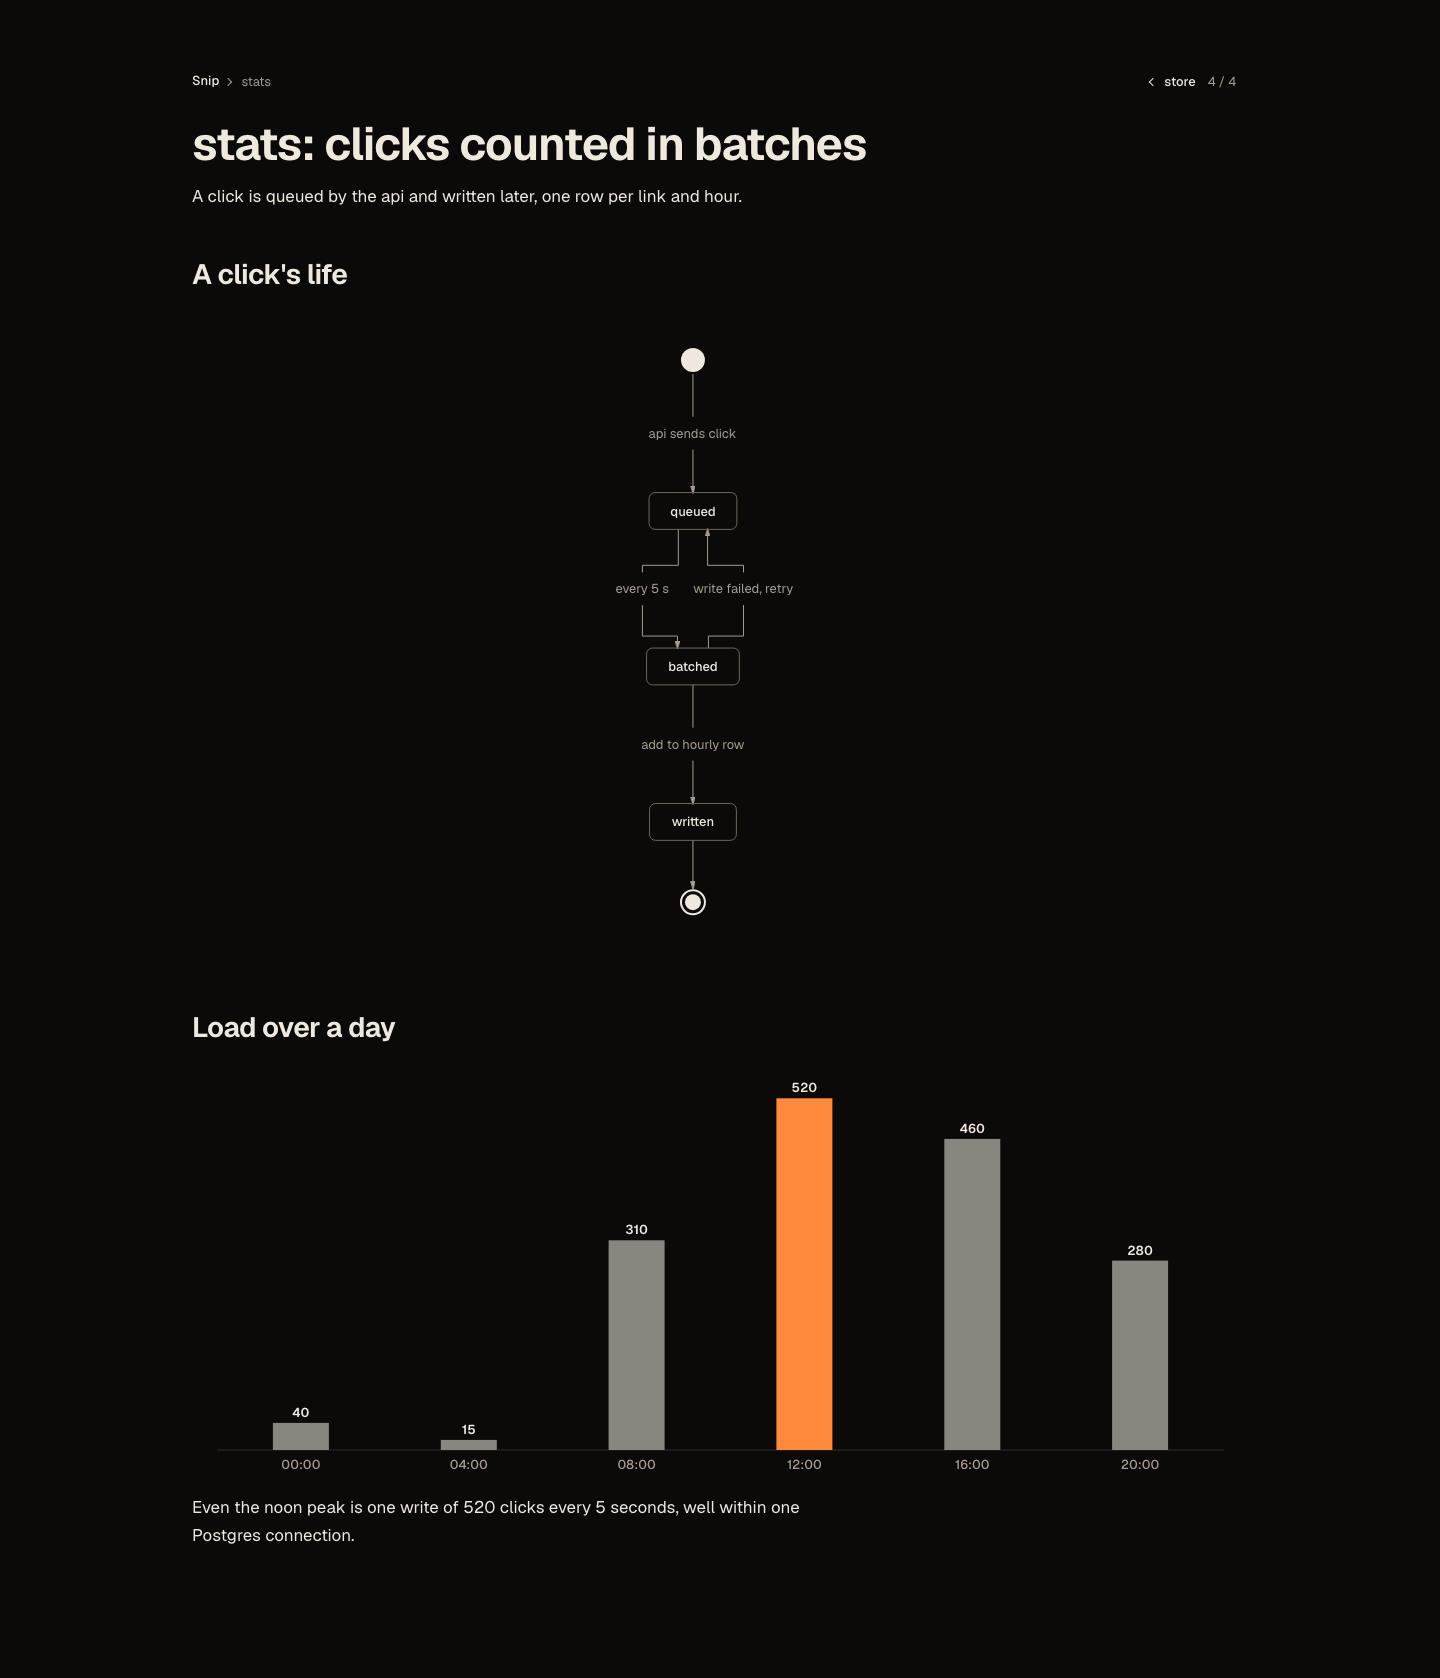 Snip > stats
< store 4 / 4
stats: clicks counted in batches
A click is queued by the api and written later, one row per link and hour.
A click's life
api sends click
queued
every 5 s
write failed, retry
batched
add to hourly row
written
Load over a day
520
460
310
280
40
15
00:00
04:00
08:00
12:00
16:00
20:00
Even the noon peak is one write of 520 clicks every 5 seconds, well within one
Postgres connection.